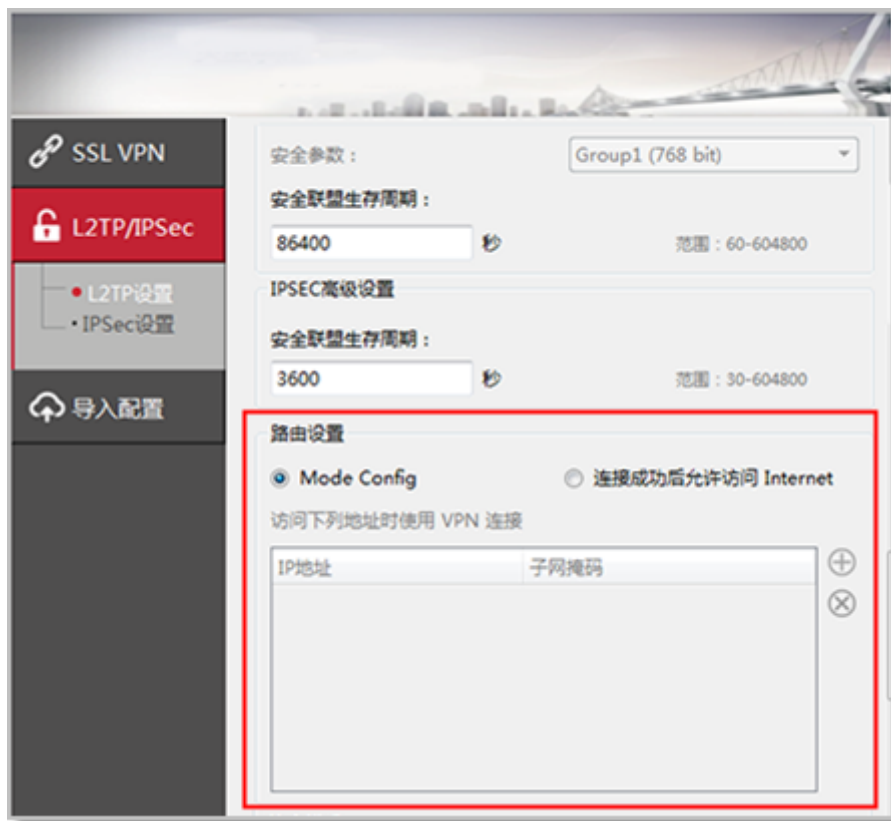 SSL VPN
L2TP/IPSec
L2TP设置
IPSec设置
导入配置
安全参数：
Group1 (768 bit)
安全联盟生存周期：
86400 秒 范围：60-604800
IPSEC高级设置
安全联盟生存周期：
3600 秒 范围：30-604800
路由设置
Mode Config 连接成功后允许访问 Internet
访问下列地址时使用 VPN 连接
IP地址 子网掩码